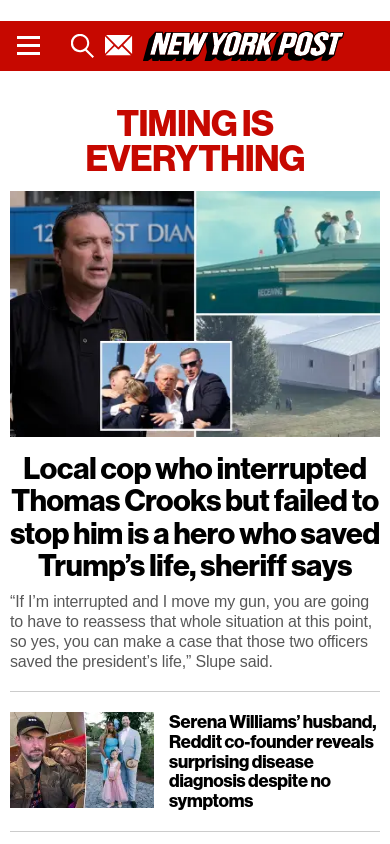 NEW YORK POST
TIMING IS
EVERYTHING
RECEIVING
Local cop who interrupted
Thomas Crooks but failed to
stop him is a hero who saved
Trump’s life, sheriff says
“If I’m interrupted and I move my gun, you are going
to have to reassess that whole situation at this point,
so yes, you can make a case that those two officers
saved the president’s life,” Slupe said.
Serena Williams’ husband,
Reddit co-founder reveals
surprising disease
diagnosis despite no
symptoms